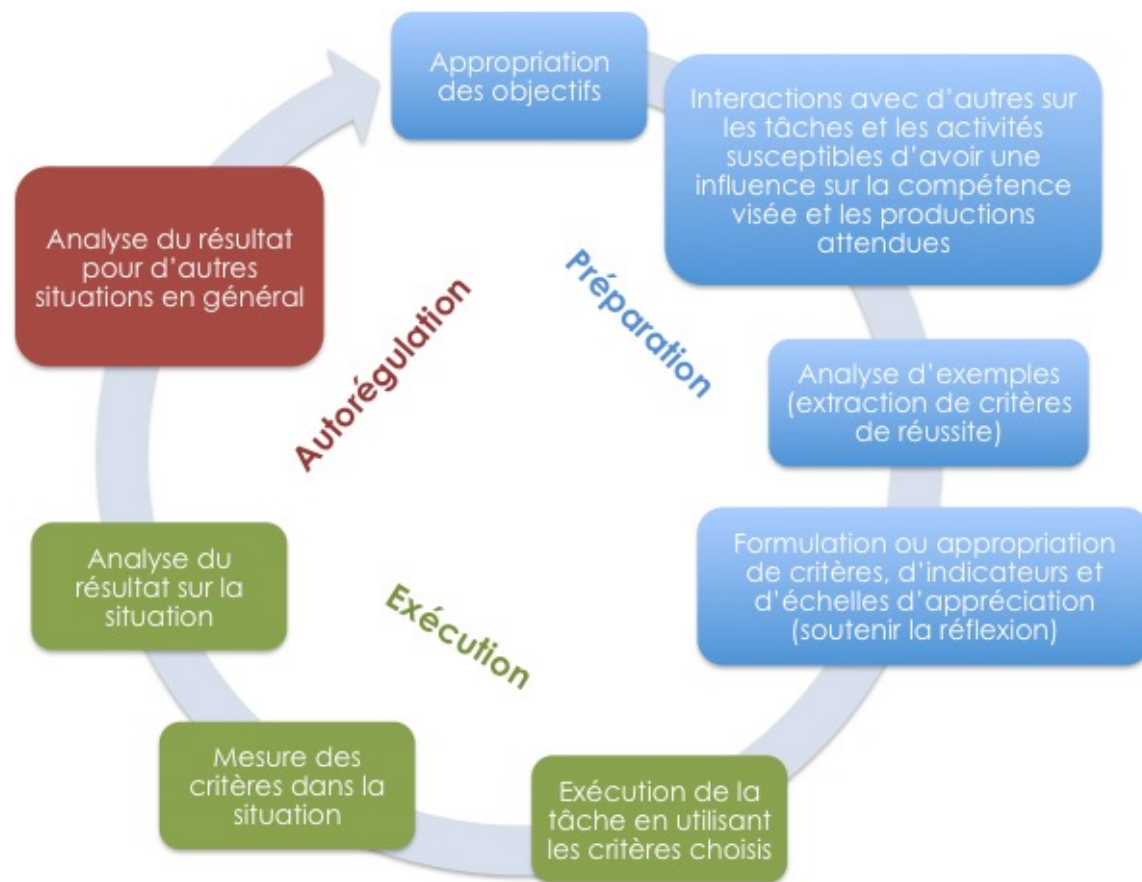 Appropriation
des objectifs
Interactions avec d’autres sur
les tâches et les activités
susceptibles d’avoir une
influence sur la compétence
visée et les productions
attendues
Analyse d’exemples
(extraction de critères
de réussite)
Formulation ou appropriation
de critères, d’indicateurs et
d’échelles d’appréciation
(soutenir la réflexion)
Préparation
Exécution de la
tâche en utilisant
les critères choisis
Mesure des
critères dans la
situation
Analyse du
résultat sur la
situation
Exécution
Analyse du résultat
pour d’autres
situations en général
Autorégulation